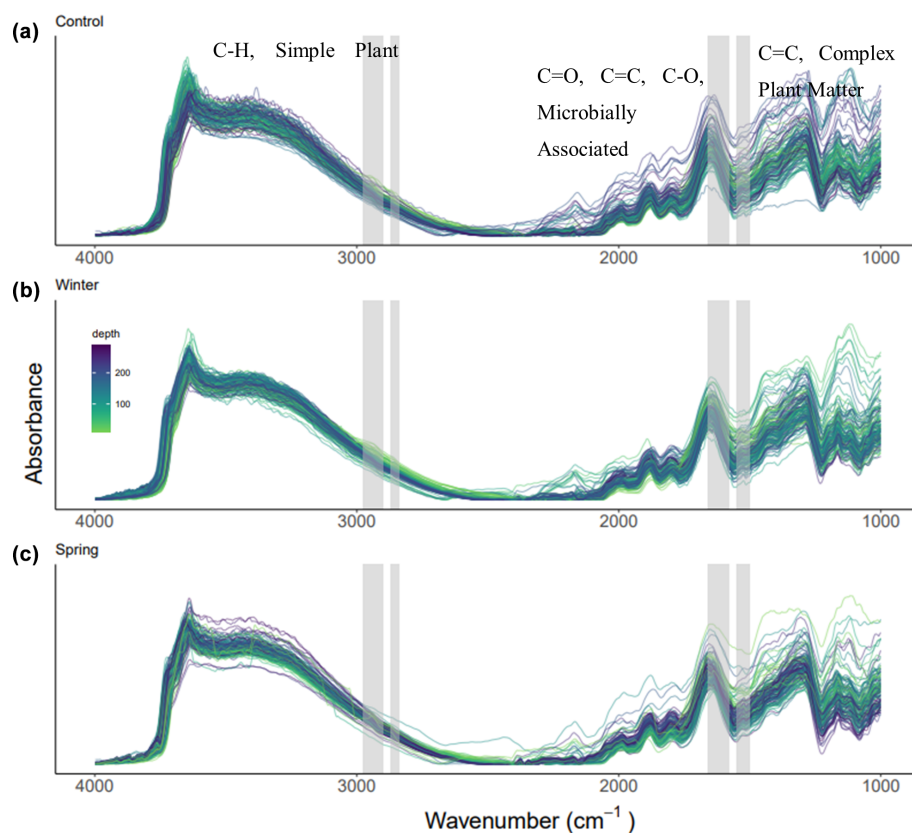 (a)
Control
C-H, Simple Plant
C=O, C=C, C-O,
Microbially
Associated
C=C, Complex
Plant Matter
4000 3000 2000 1000
(b)
Winter
depth
200
100
4000 3000 2000 1000
Absorbance
(c)
Spring
4000 3000 2000 1000
Wavenumber (cm⁻¹ )